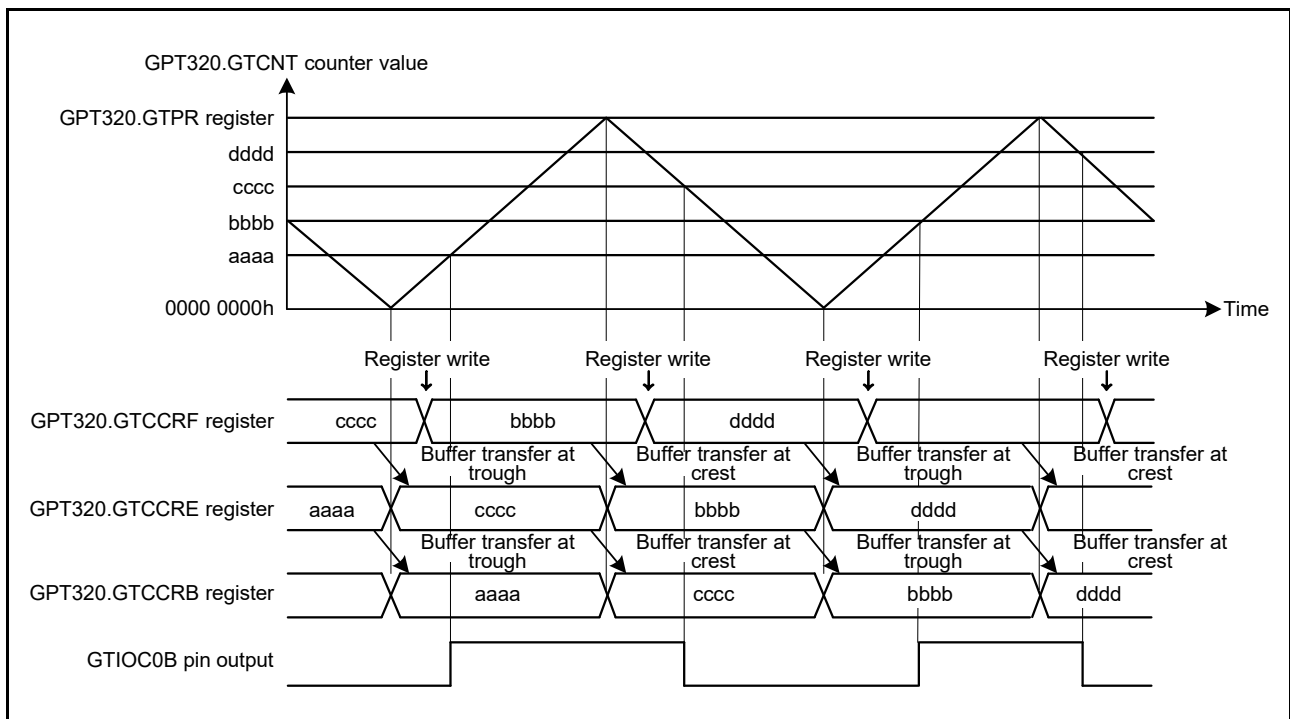 GPT320.GTCNT counter value
GPT320.GTPR register
dddd
cccc
bbbb
aaaa
0000 0000h
Time
Register write
Register write
Register write
Register write
GPT320.GTCCRF register
cccc
bbbb
dddd
Buffer transfer at
trough
Buffer transfer at
crest
Buffer transfer at
trough
Buffer transfer at
crest
GPT320.GTCCRE register
aaaa
cccc
bbbb
dddd
Buffer transfer at
trough
Buffer transfer at
crest
Buffer transfer at
trough
Buffer transfer at
crest
GPT320.GTCCRB register
aaaa
cccc
bbbb
dddd
GTIOC0B pin output